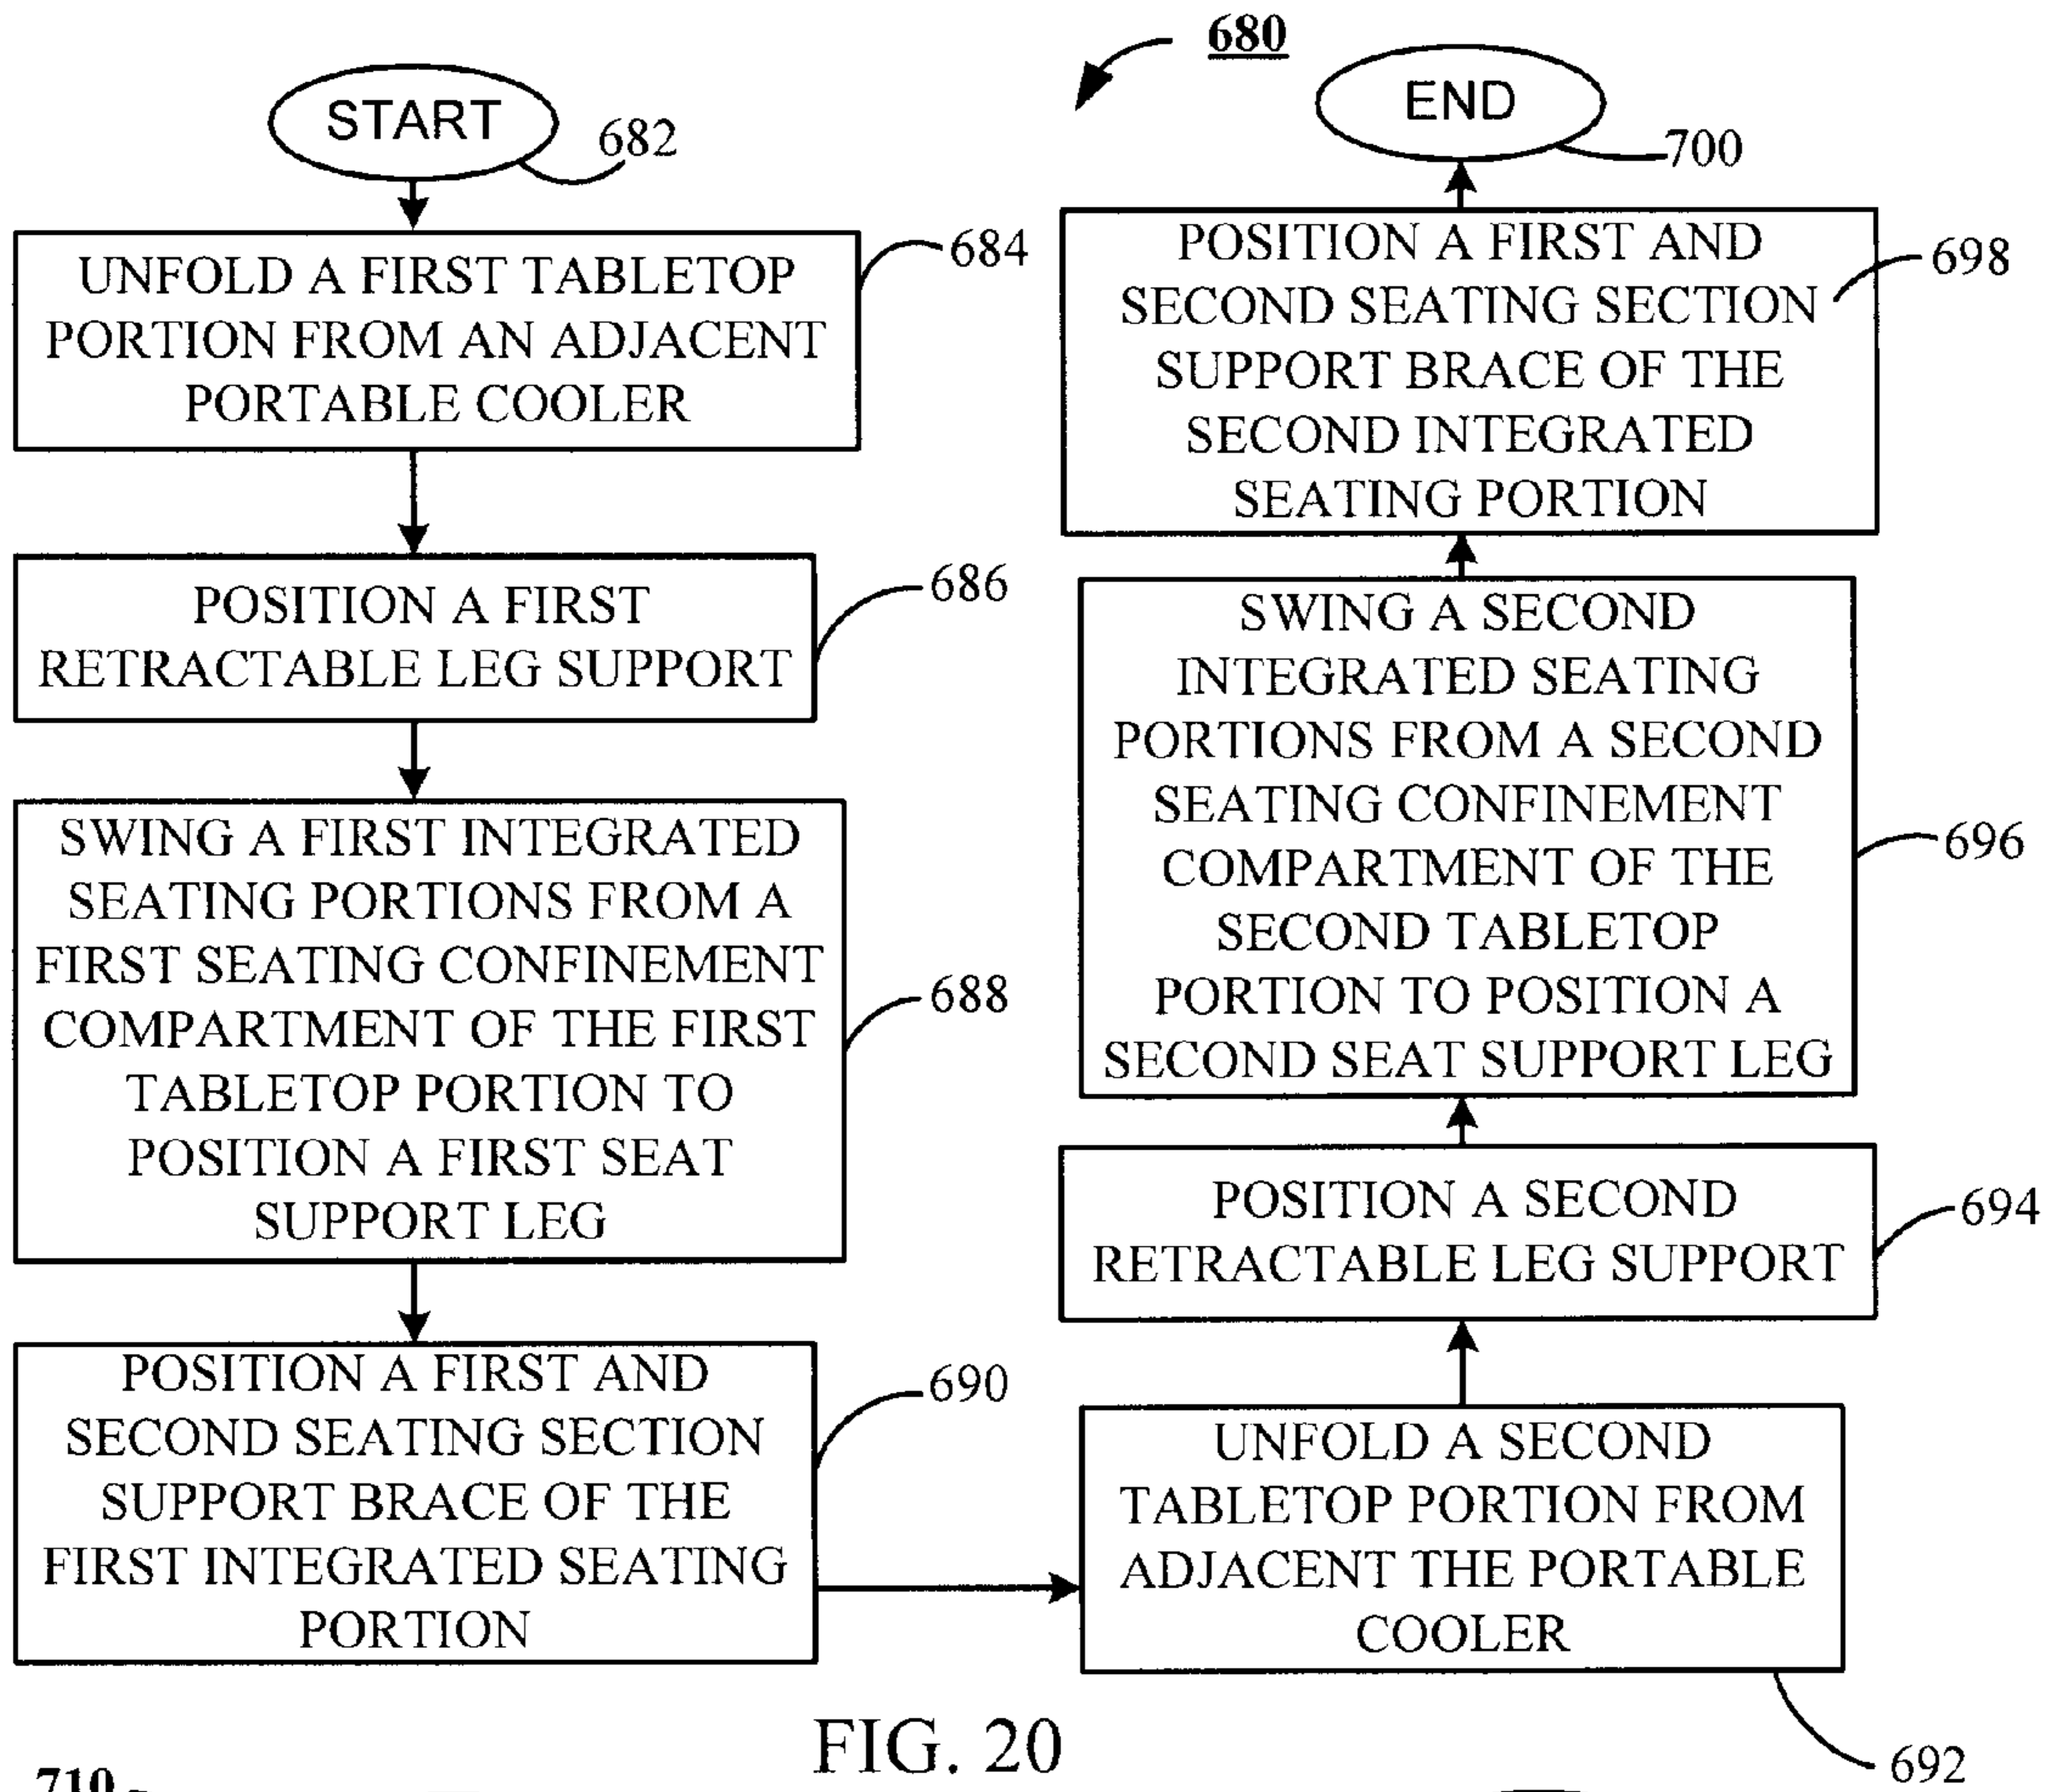 680
START
682
UNFOLD A FIRST TABLETOP
PORTION FROM AN ADJACENT
PORTABLE COOLER
684
POSITION A FIRST
RETRACTABLE LEG SUPPORT
686
SWING A FIRST INTEGRATED
SEATING PORTIONS FROM A
FIRST SEATING CONFINEMENT
COMPARTMENT OF THE FIRST
TABLETOP PORTION TO
POSITION A FIRST SEAT
SUPPORT LEG
688
POSITION A FIRST AND
SECOND SEATING SECTION
SUPPORT BRACE OF THE
FIRST INTEGRATED SEATING
PORTION
690
UNFOLD A SECOND
TABLETOP PORTION FROM
ADJACENT THE PORTABLE
COOLER
692
POSITION A SECOND
RETRACTABLE LEG SUPPORT
694
SWING A SECOND
INTEGRATED SEATING
PORTIONS FROM A SECOND
SEATING CONFINEMENT
COMPARTMENT OF THE
SECOND TABLETOP
PORTION TO POSITION A
SECOND SEAT SUPPORT LEG
696
POSITION A FIRST AND
SECOND SEATING SECTION
SUPPORT BRACE OF THE
SECOND INTEGRATED
SEATING PORTION
698
END
700
FIG. 20
710